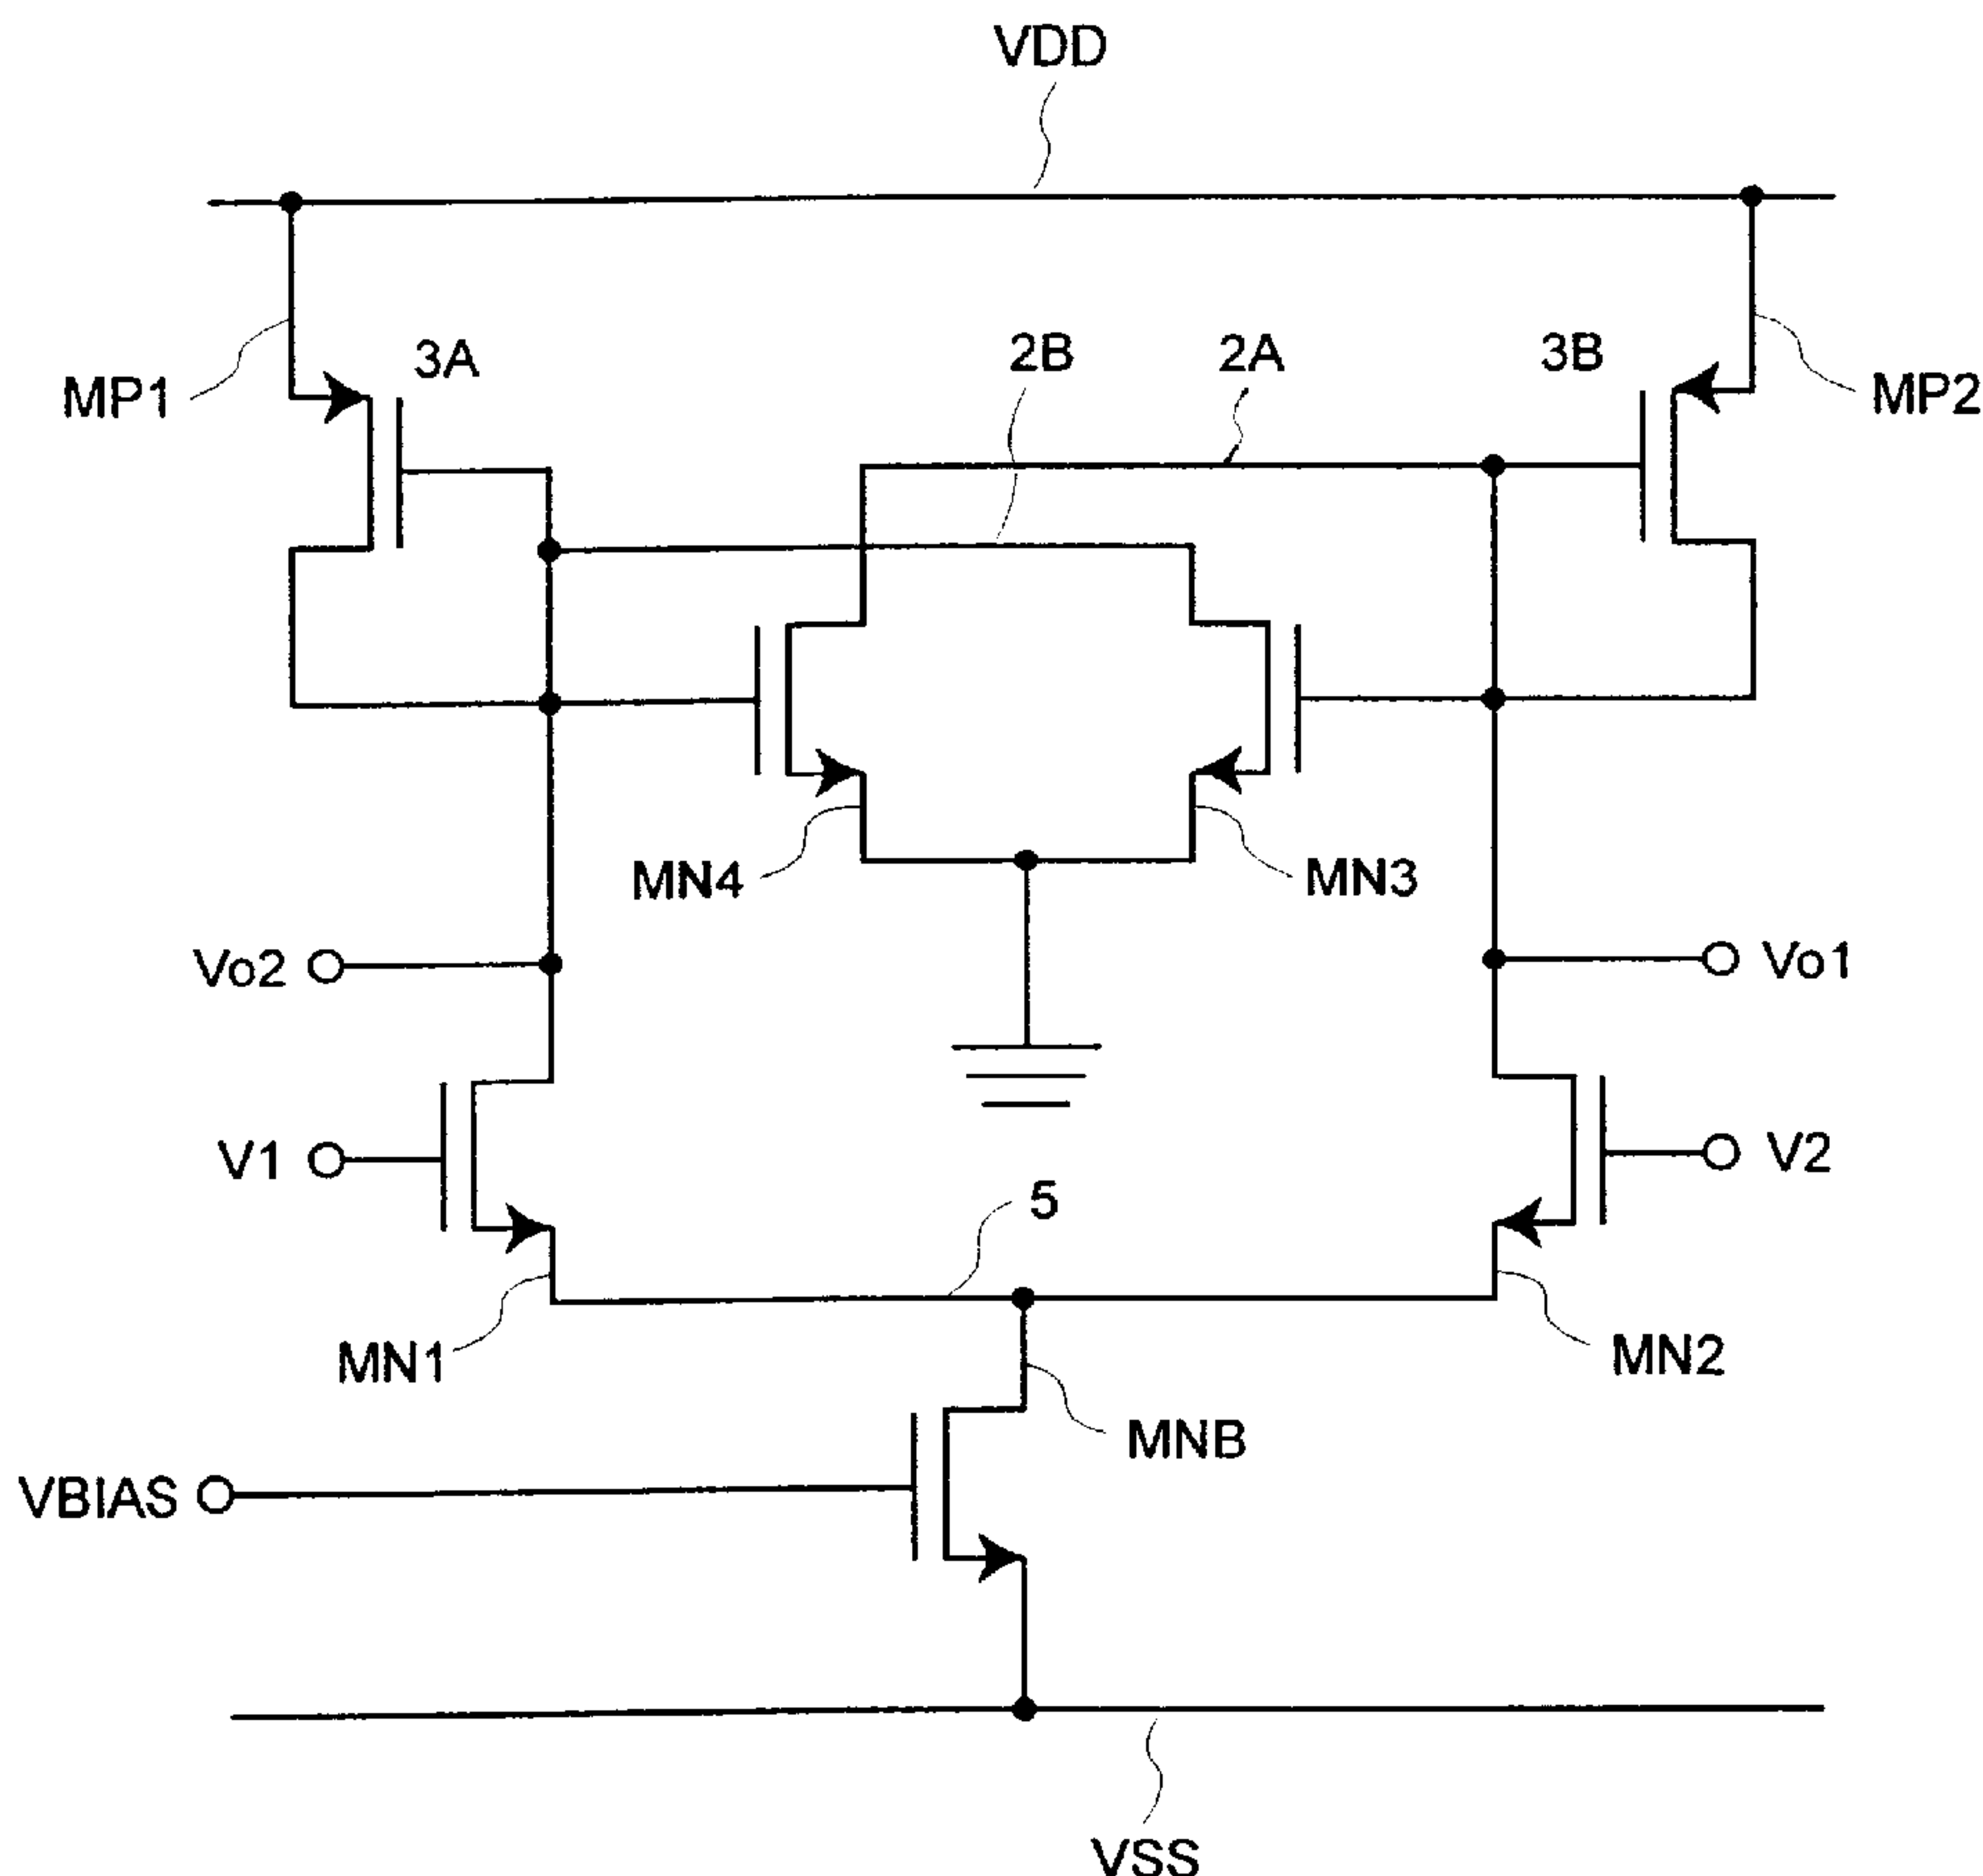 VDD
3A
2B
2A
3B
MP1
MP2
MN4
MN3
Vo2
Vo1
V1
V2
5
MN1
MN2
MNB
VBIAS
VSS